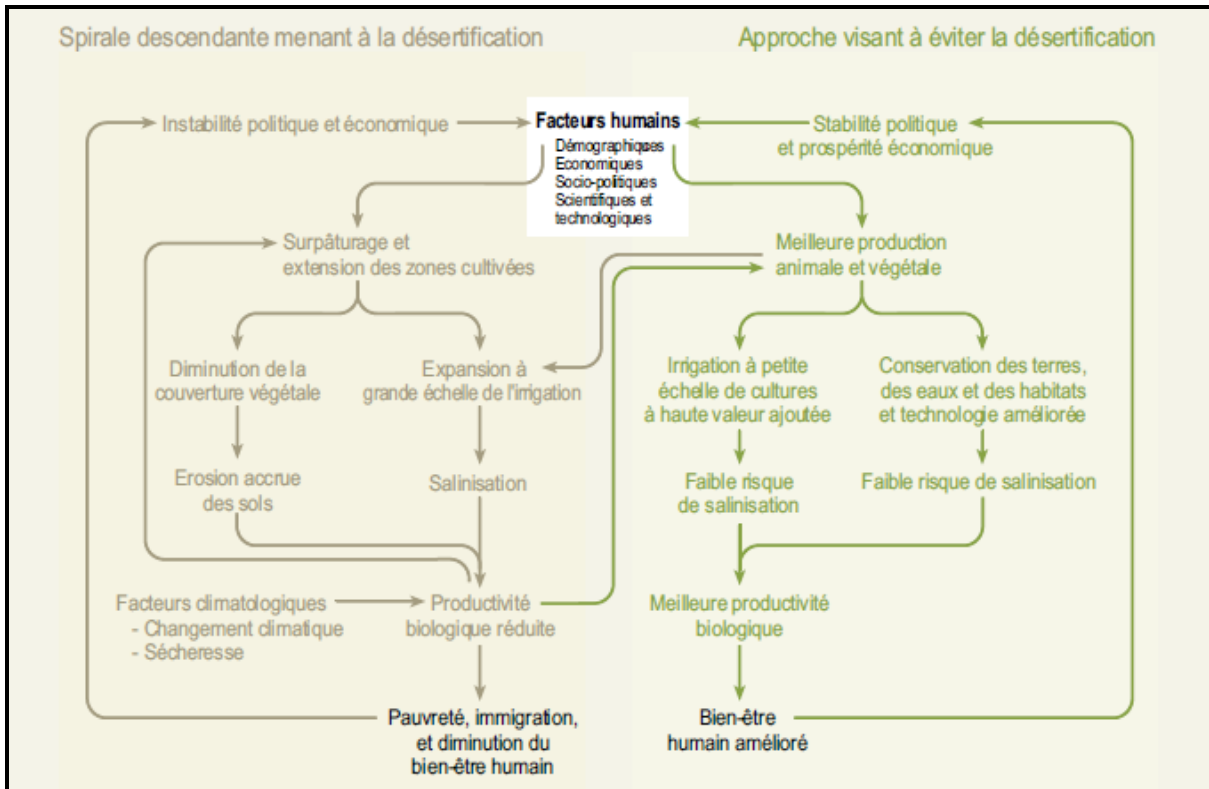 Spirale descendante menant à la désertification
Approche visant à éviter la désertification
Instabilité politique et économique
Facteurs humains
Démographiques
Economiques
Socio-politiques
Scientifiques et
technologiques
Stabilité politique
et prospérité économique
Surpâturage et
extension des zones cultivées
Meilleure production
animale et végétale
Diminution de la
couverture végétale
Expansion à
grande échelle de l'irrigation
Irrigation à petite
échelle de cultures
à haute valeur ajoutée
Conservation des terres,
des eaux et des habitats
et technologie améliorée
Erosion accrue
des sols
Salinisation
Faible risque
de salinisation
Faible risque de salinisation
Facteurs climatologiques
- Changement climatique
- Sécheresse
Productivité
biologique réduite
Meilleure productivité
biologique
Pauvreté, immigration,
et diminution du
bien-être humain
Bien-être
humain amélioré